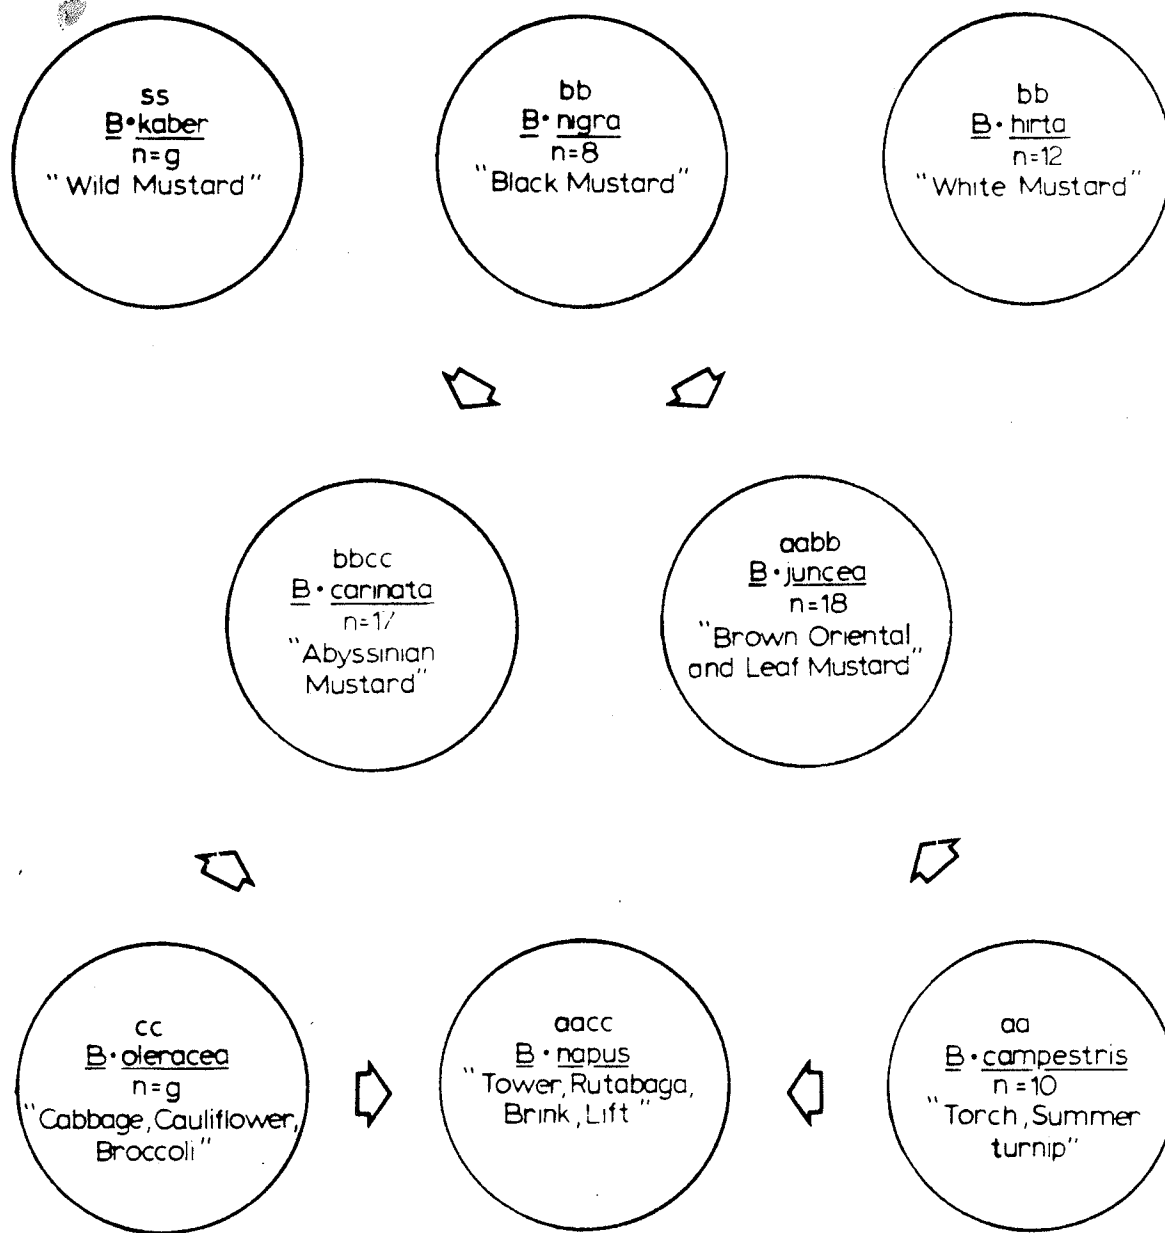 ss
B•kaber
n=g
"Wild Mustard"
bb
B•nigra
n=8
"Black Mustard"
bb
B•hirta
n=12
"White Mustard"
bbcc
B•carinata
n=17
"Abyssinian
Mustard"
aabb
B•juncea
n=18
"Brown Oriental
and Leaf Mustard"
cc
B•oleracea
n=g
"Cabbage, Cauliflower,
Broccoli"
aacc
B•napus
"Tower, Rutabaga,
Brink, Lift"
aa
B•campestris
n=10
"Torch, Summer
turnip"